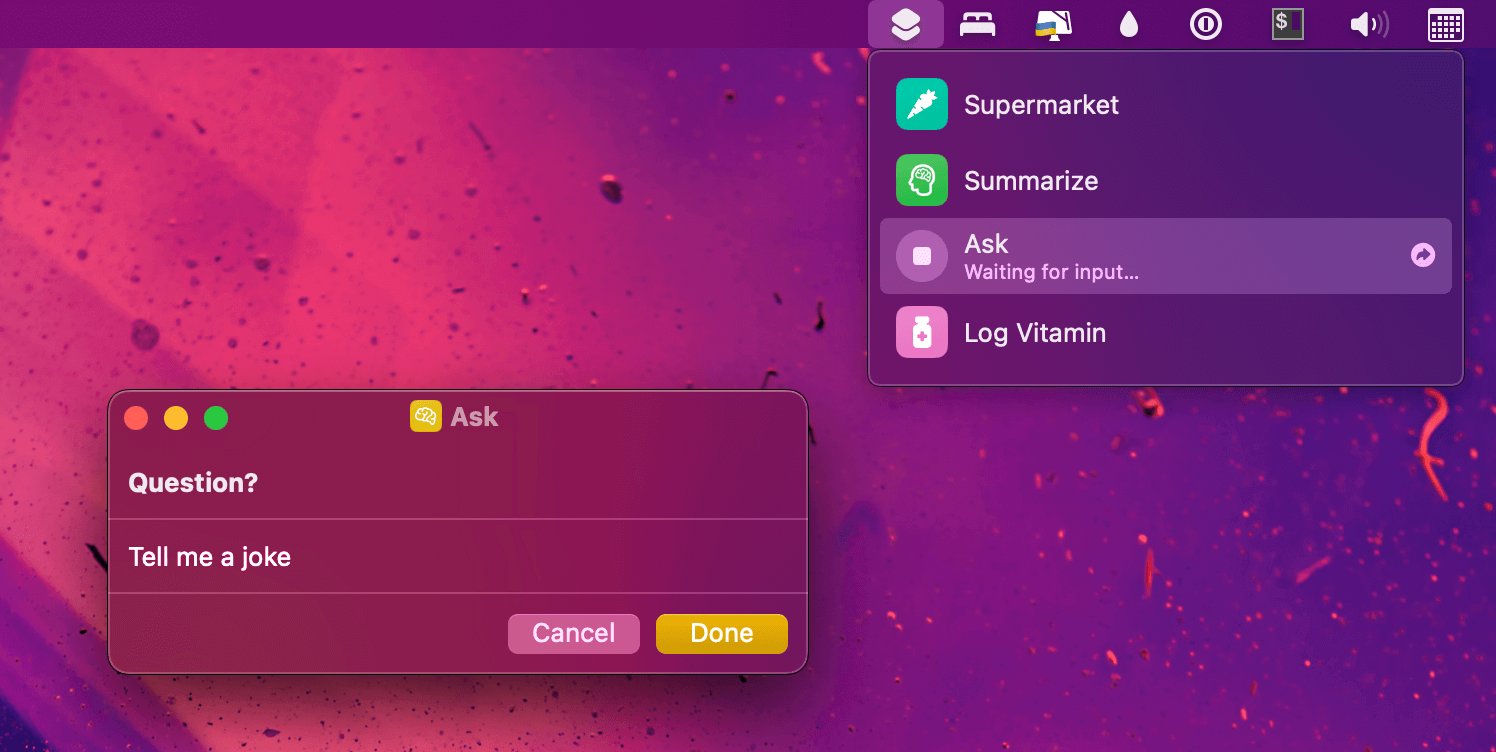 $
Supermarket
Summarize
Ask
Waiting for input...
Log Vitamin
Ask
Question?
Tell me a joke
Cancel
Done